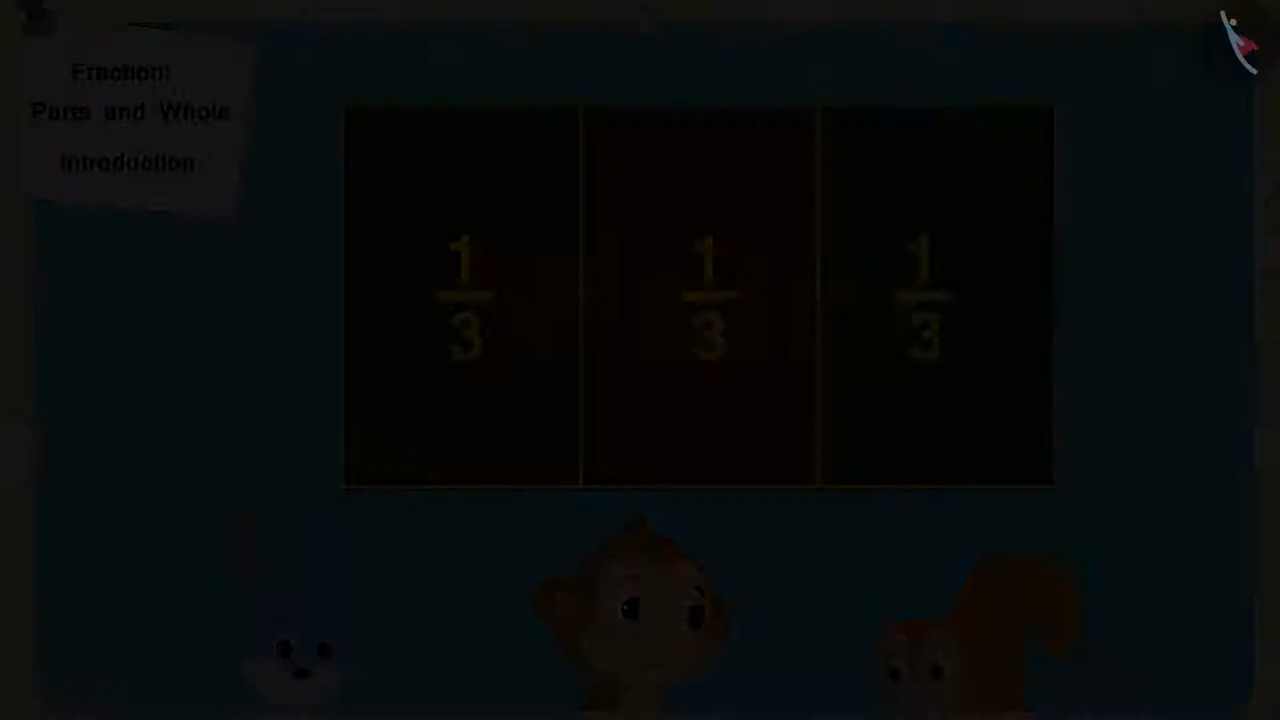 Fraction:
Parts and Whole
Introduction
1 1 1
3 3 3